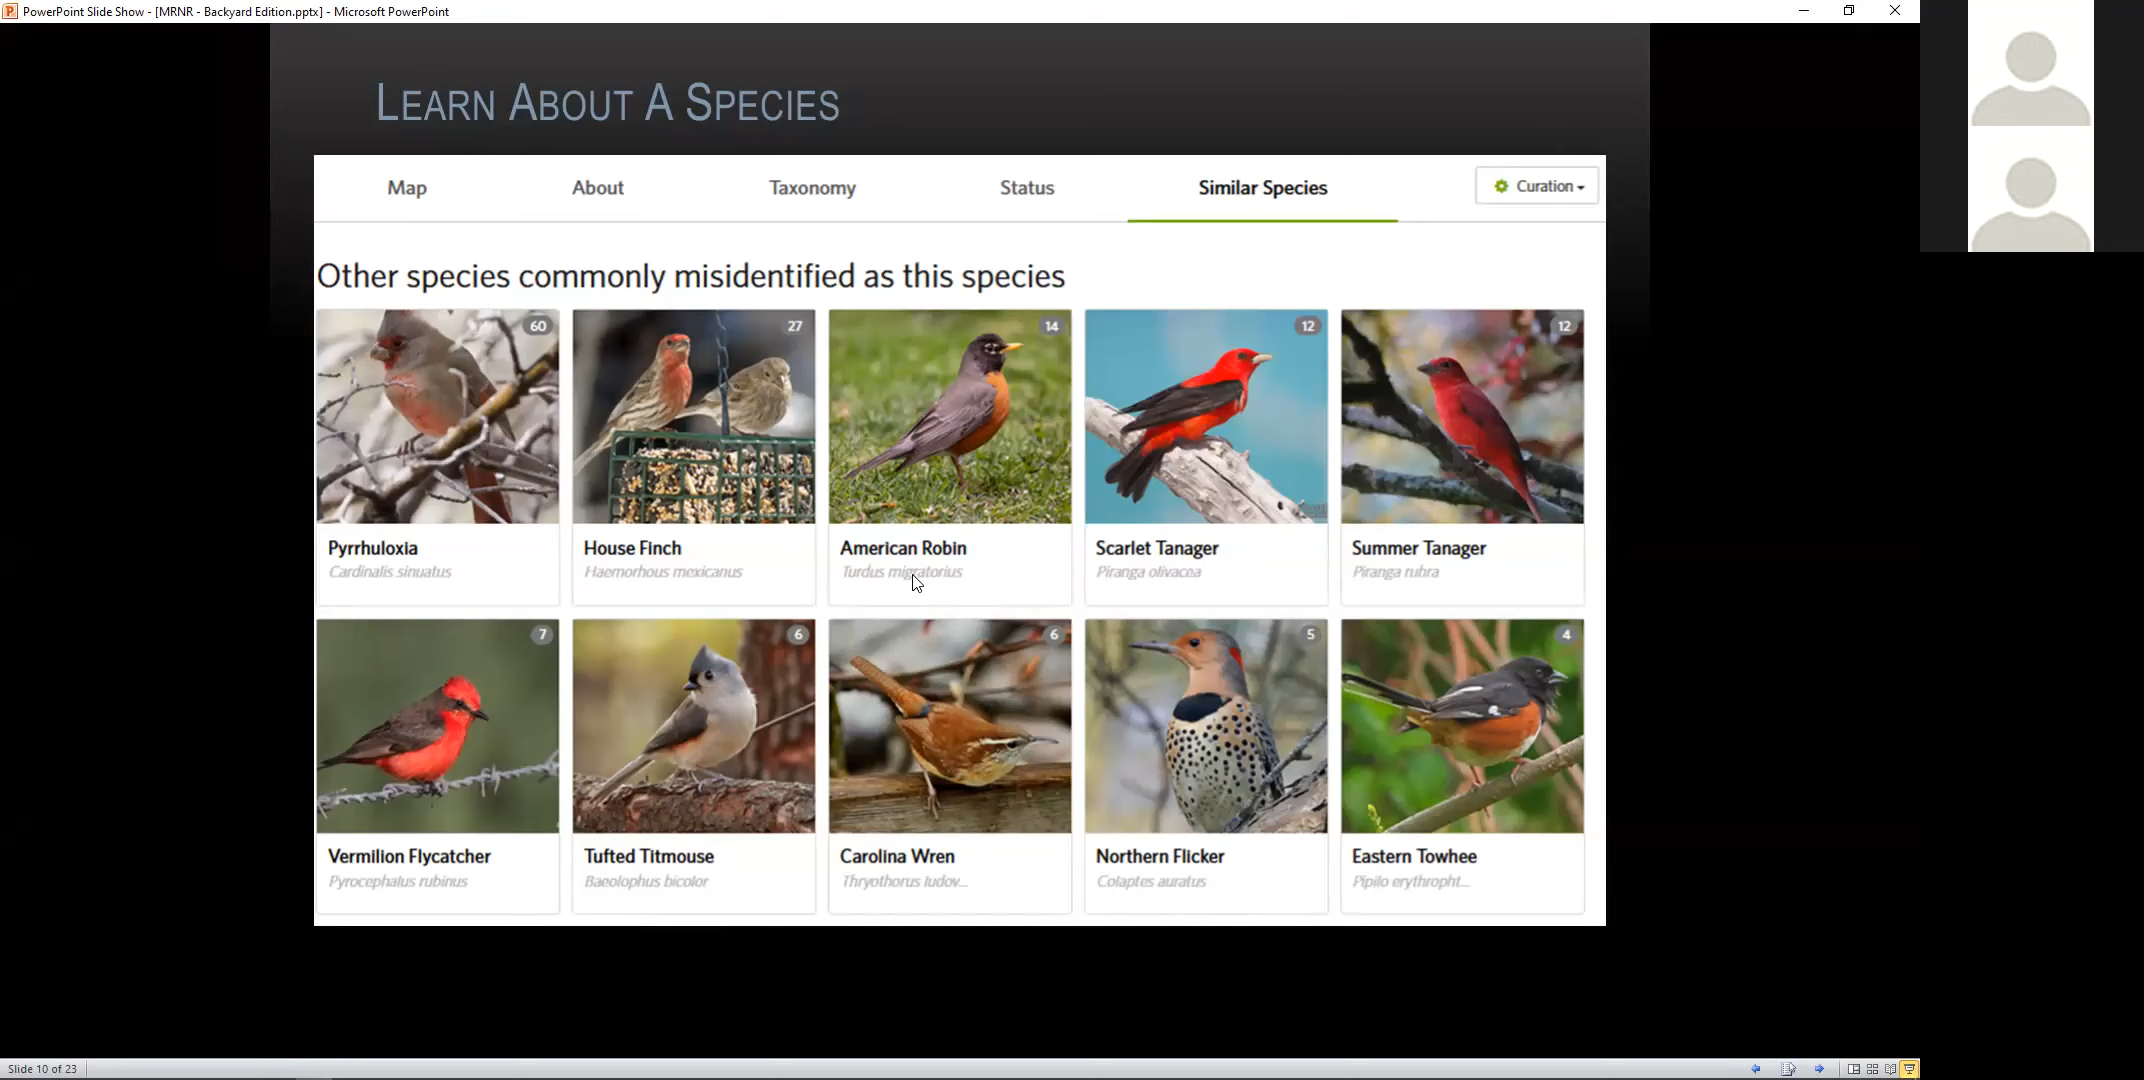 PowerPoint Slide Show - [MRNR - Backyard Edition.pptx] - Microsoft PowerPoint
LEARN ABOUT A SPECIES
Map About Taxonomy Status Similar Species Curation
Other species commonly misidentified as this species
60 27 14 12 12
Pyrrhuloxia House Finch American Robin Scarlet Tanager Summer Tanager
Cardinalis sinuatus Haemorhous mexicanus Turdus migratorius Piranga olivacea Piranga rubra
7 6 6 5 4
Vermilion Flycatcher Tufted Titmouse Carolina Wren Northern Flicker Eastern Towhee
Pyrocephalus rubinus Baeolophus bicolor Thryothorus ludov... Colaptes auratus Pipilo erythropht...
Slide 10 of 23